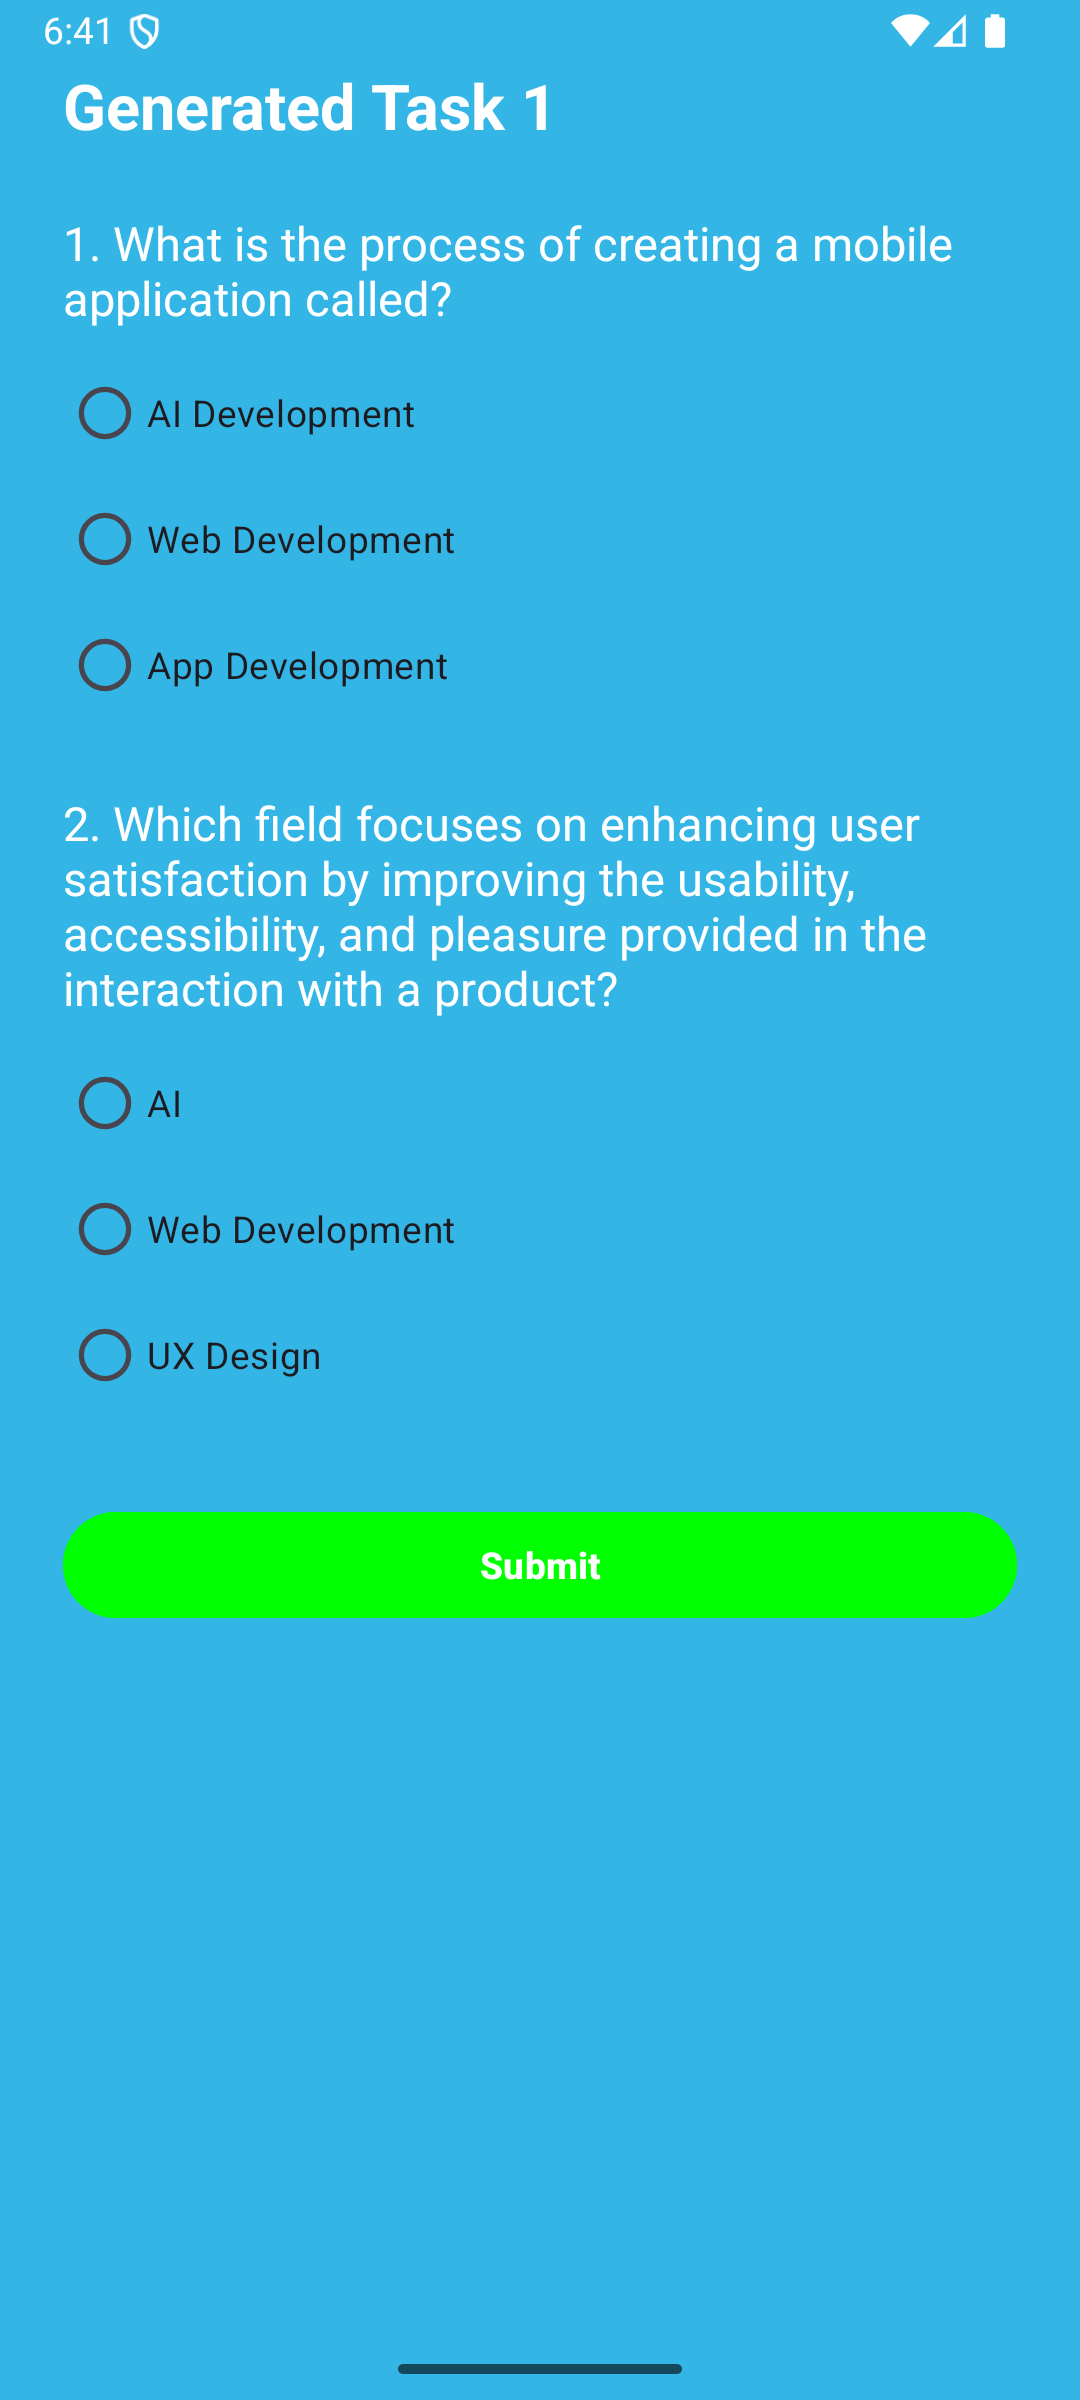 6:41
Generated Task 1
1. What is the process of creating a mobile
application called?
AI Development
Web Development
App Development
2. Which field focuses on enhancing user
satisfaction by improving the usability,
accessibility, and pleasure provided in the
interaction with a product?
AI
Web Development
UX Design
Submit